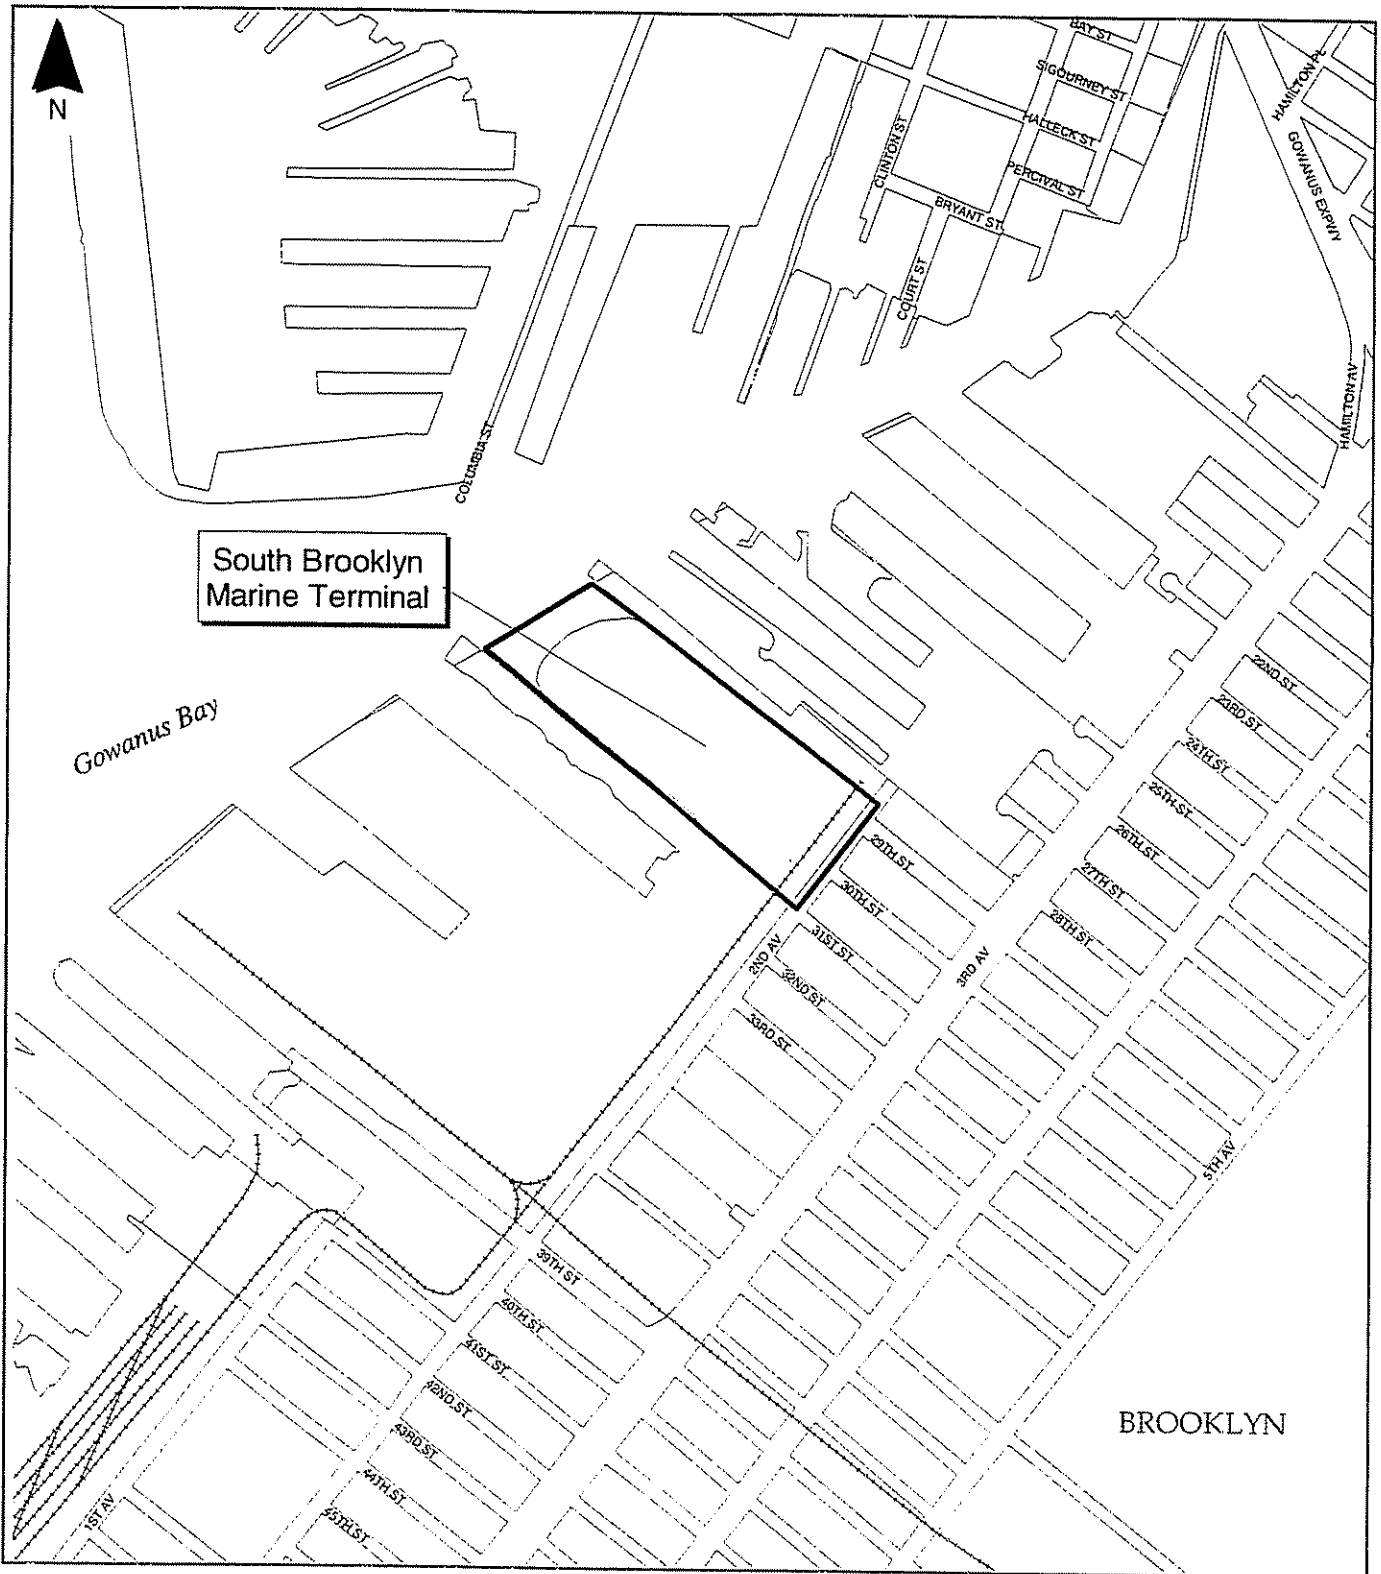 N
BAY ST
SIGOURNEY ST
HAMILTON PL
HALLECK ST
CLINTON ST
GOWANUS EXPWY
PERCIVAL ST
BRYANT ST
COURT ST
HAMILTON AV
COLUMBIA ST
South Brooklyn
Marine Terminal
Gowanus Bay
22ND ST
23RD ST
24TH ST
25TH ST
26TH ST
27TH ST
28TH ST
29TH ST
30TH ST
31ST ST
2ND AV
3RD AV
32ND ST
33RD ST
5TH AV
39TH ST
40TH ST
41ST ST
42ND ST
43RD ST
44TH ST
45TH ST
1ST AV
BROOKLYN